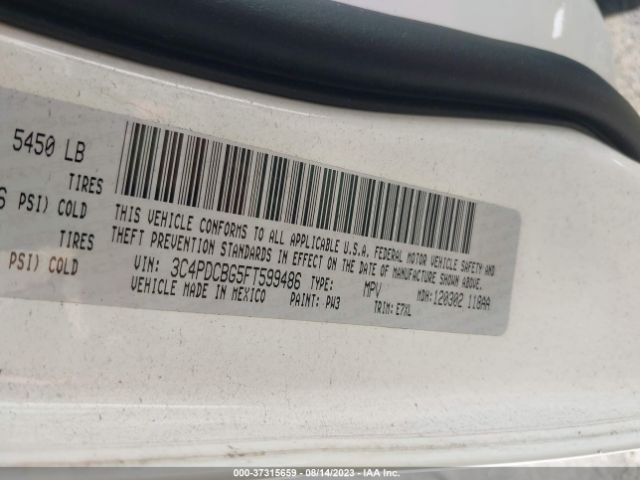 5450 LB
TIRES
PSI) COLD
TIRES
PSI) COLD
THIS VEHICLE CONFORMS TO ALL APPLICABLE U.S.A. FEDERAL MOTOR VEHICLE SAFETY AND
THEFT PREVENTION STANDARDS IN EFFECT ON THE DATE OF MANUFACTURE SHOWN ABOVE.
VIN: 3C4PDCBG5FT599486 TYPE: MPV MDH: 120302 118AA
VEHICLE MADE IN MEXICO PAINT: PW3 TRIM: E7XL
000-37315659 - 08/14/2023 - IAA Inc.